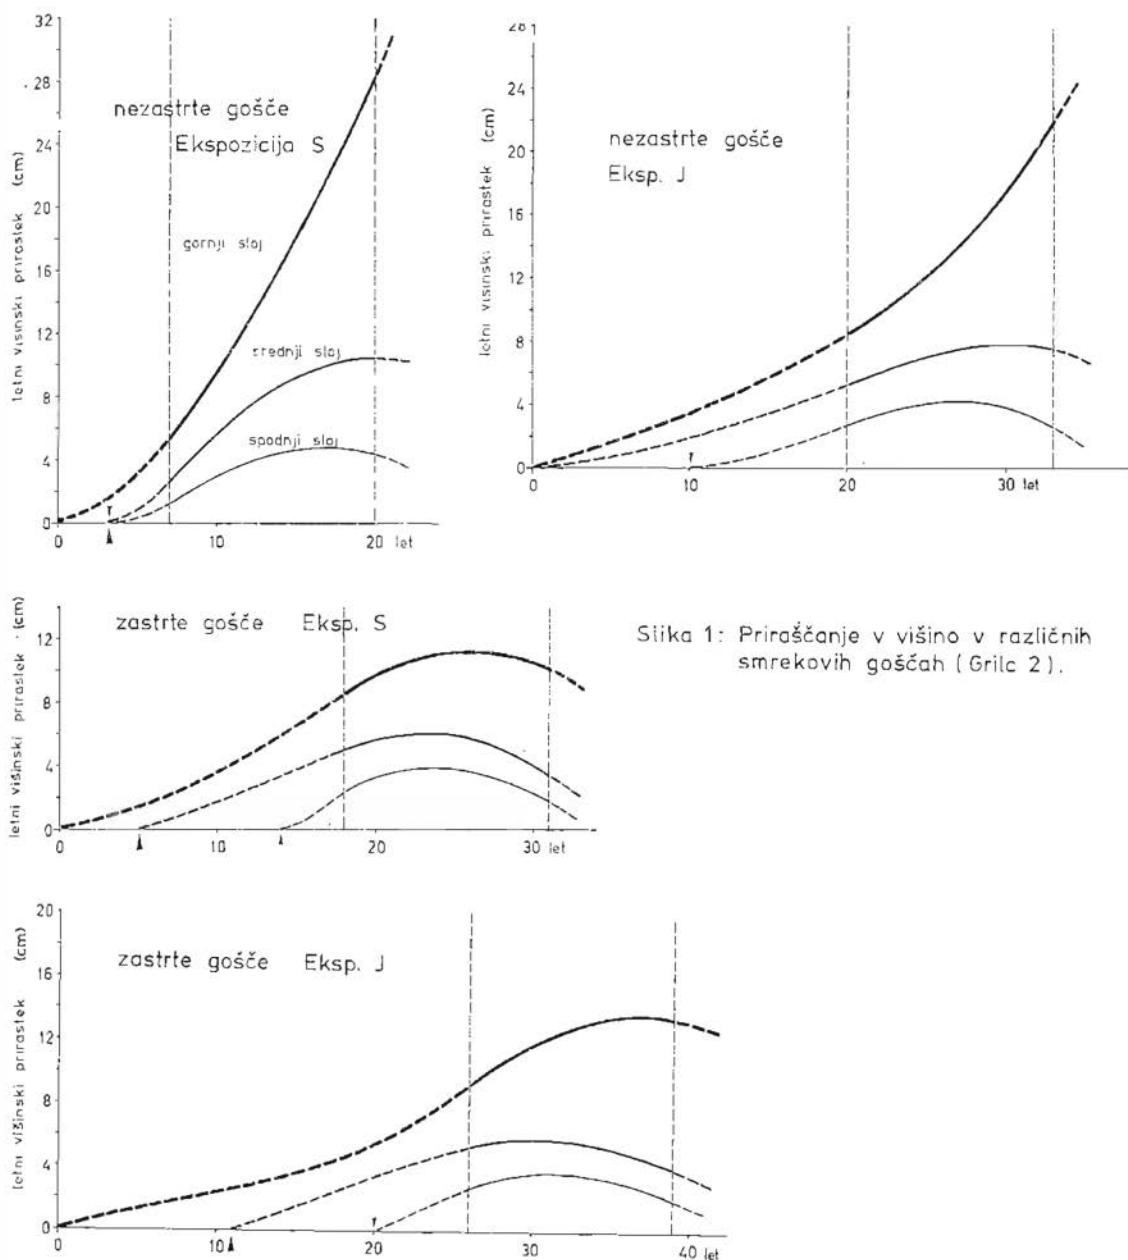 32
28
24
20
16
12
8
4
0
letni višinski prirastek (cm)
nezastrte gošče
Ekspozicija S
gornji sloj
srednji sloj
spodnji sloj
0 10 20 let
28
24
20
16
12
8
4
0
letni višinski prirastek (cm)
nezastrte gošče
Eksp. J
0 10 20 30 let
12
8
4
0
letni višinski prirastek (cm)
zastrte gošče Eksp. S
0 10 20 30 let
Slika 1: Priraščanje v višino v različnih
smrekovih goščah (Grilc 2).
20
16
12
8
4
0
letni višinski prirastek (cm)
zastrte gošče Eksp. J
0 10 20 30 40 let